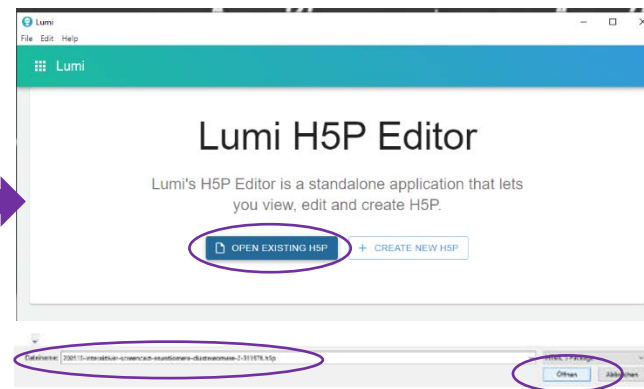 Lumi
File Edit Help
Lumi
Lumi H5P Editor
Lumi's H5P Editor is a standalone application that lets
you view, edit and create H5P.
OPEN EXISTING H5P + CREATE NEW H5P
Dateiname:
Öffnen Abbrechen